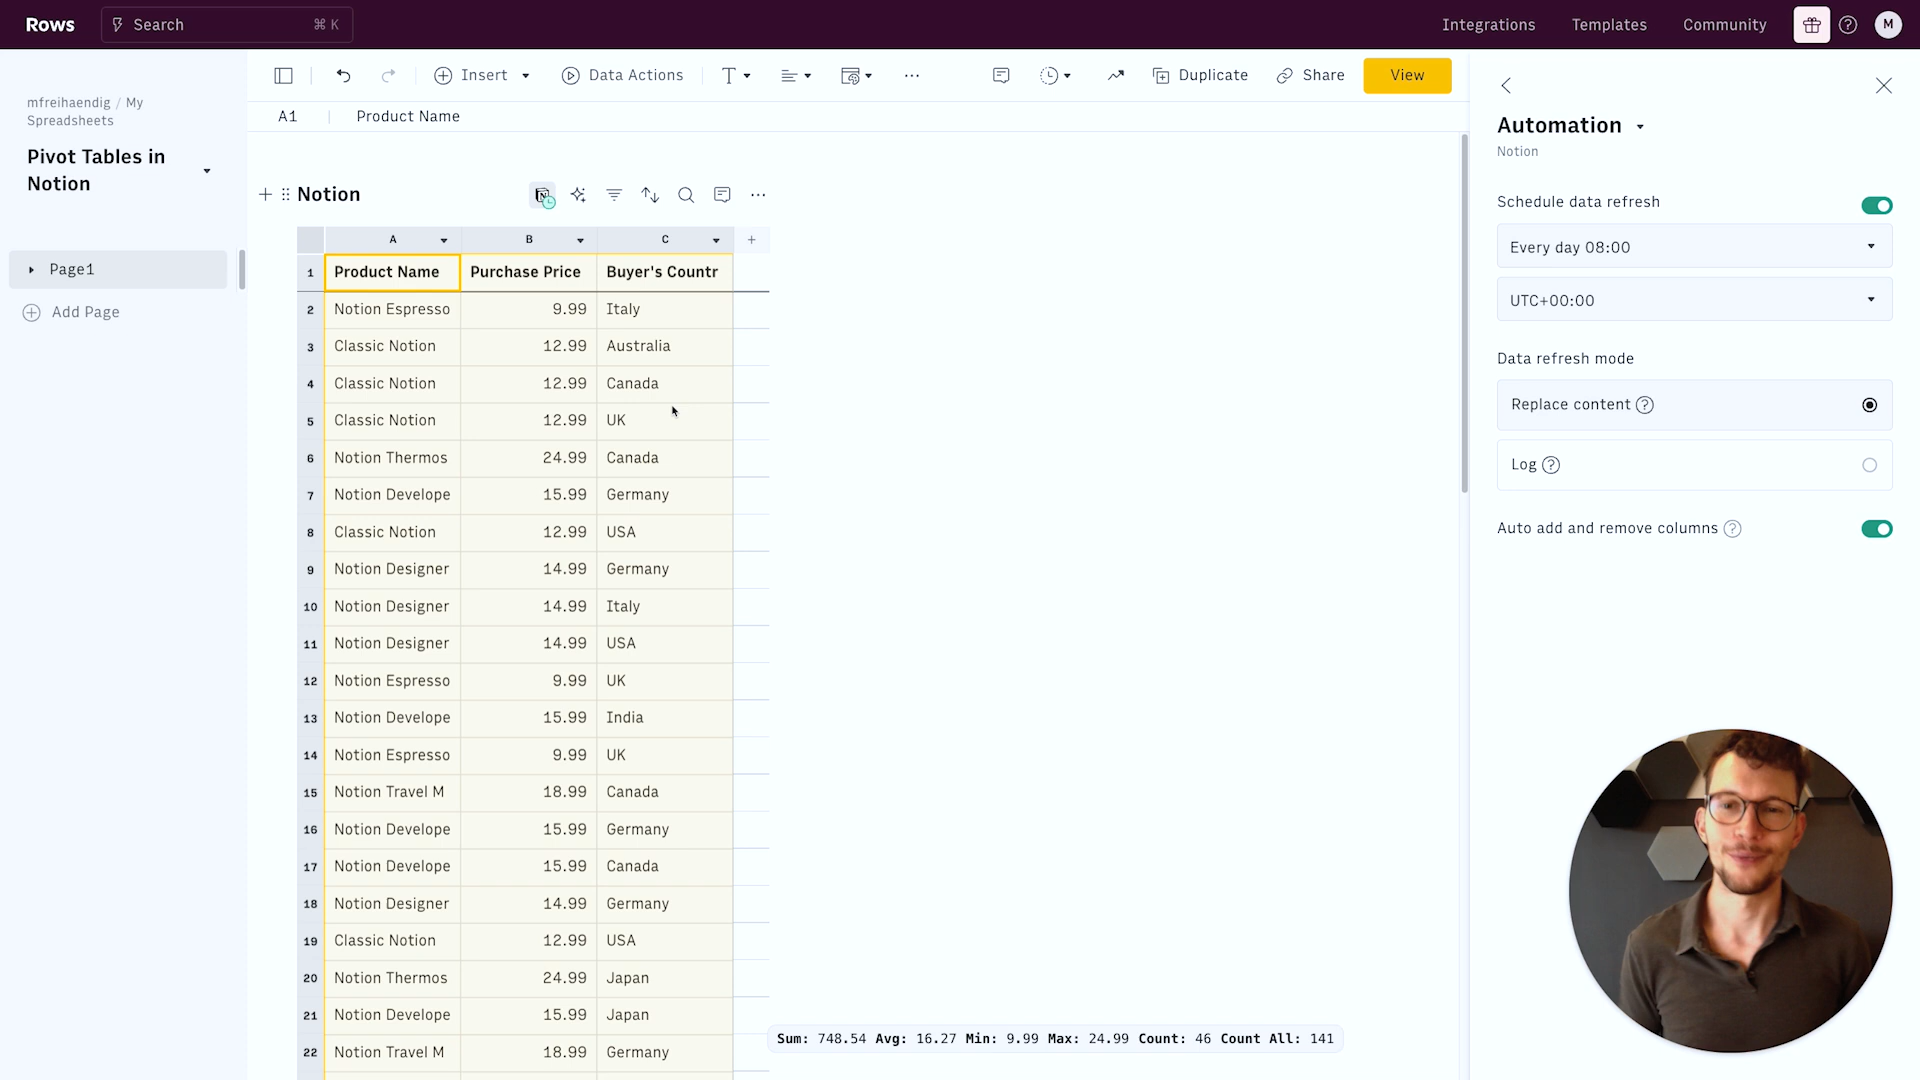 Rows
Search
⌘ K
Integrations
Templates
Community
M
Insert
Data Actions
Duplicate
Share
View
A1
Product Name
mfreihaendig / My
Spreadsheets
Pivot Tables in
Notion
Page1
Add Page
Notion
A B C
1 Product Name Purchase Price Buyer's Countr
2 Notion Espresso 9.99 Italy
3 Classic Notion 12.99 Australia
4 Classic Notion 12.99 Canada
5 Classic Notion 12.99 UK
6 Notion Thermos 24.99 Canada
7 Notion Develope 15.99 Germany
8 Classic Notion 12.99 USA
9 Notion Designer 14.99 Germany
10 Notion Designer 14.99 Italy
11 Notion Designer 14.99 USA
12 Notion Espresso 9.99 UK
13 Notion Develope 15.99 India
14 Notion Espresso 9.99 UK
15 Notion Travel M 18.99 Canada
16 Notion Develope 15.99 Germany
17 Notion Develope 15.99 Canada
18 Notion Designer 14.99 Germany
19 Classic Notion 12.99 USA
20 Notion Thermos 24.99 Japan
21 Notion Develope 15.99 Japan
22 Notion Travel M 18.99 Germany
Sum: 748.54 Avg: 16.27 Min: 9.99 Max: 24.99 Count: 46 Count All: 141
Automation
Notion
Schedule data refresh
Every day 08:00
UTC+00:00
Data refresh mode
Replace content
Log
Auto add and remove columns